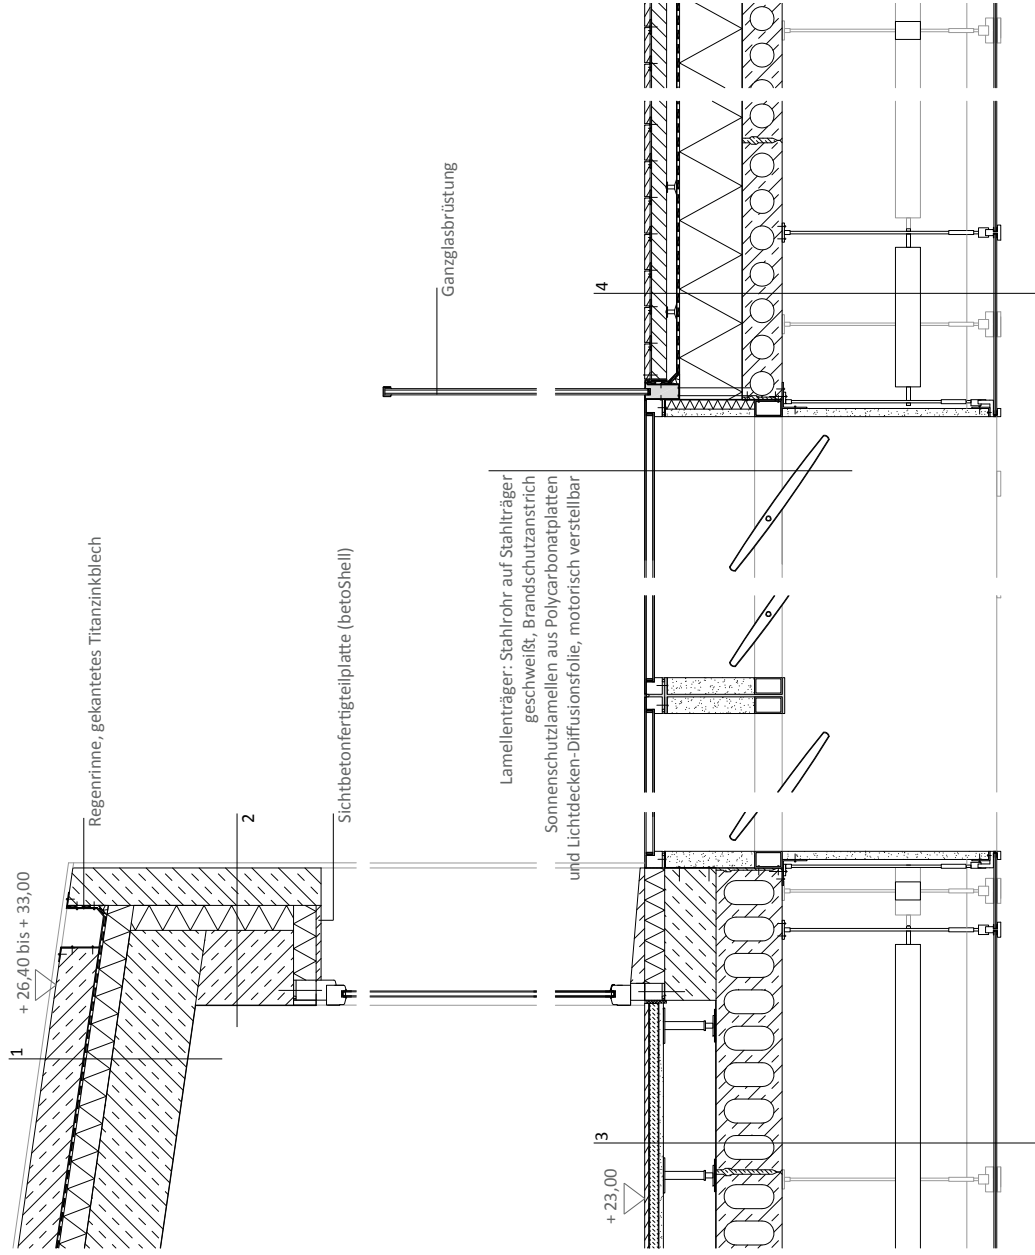 + 26,40 bis + 33,00
1
Regenrinne, gekantetes Titanzinkblech
2
Sichtbetonfertigteilplatte (betoShell)
Ganzglasbrüstung
Lamellenträger: Stahlrohr auf Stahlträger
geschweißt, Brandschutzanstrich
Sonnenschutzlamellen aus Polycarbonatplatten
und Lichtdecken-Diffusionsfolie, motorisch verstellbar
+ 23,00
3
4